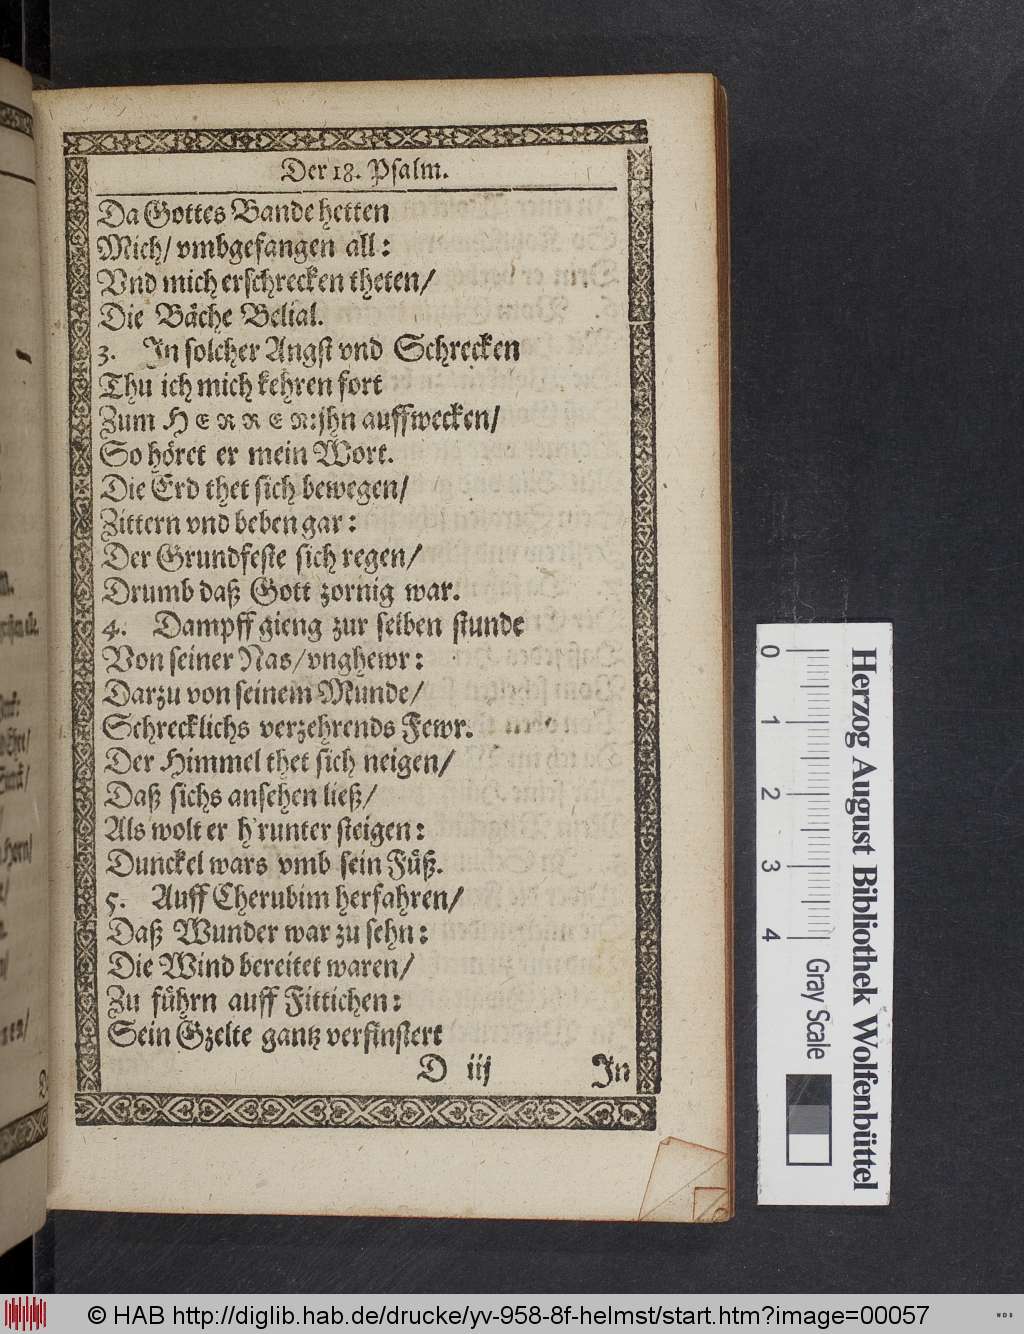 Der 18. Psalm.
Da Gottes Bande hetten
Mich/ vmbgefangen all:
Vnd mich erschrecken theten/
Die Bäche Belial.
3. In solcher Angst vnd Schrecken
Thu ich mich kehren fort
Zum HERREN: jhn auffwecken/
So höret er mein Wort.
Die Erd thet sich bewegen/
Zittern vnd beben gar:
Der Grundfeste sich regen/
Drumb daß Gott zornig war.
4. Dampff gieng zur selben stunde
Von seiner Nas/ vnghewr:
Darzu von seinem Munde/
Schrecklichs verzehrends Fewr.
Der Himmel thet sich neigen/
Daß sichs ansehen ließ/
Als wolt er h'runter steigen:
Dunckel wars vmb sein Füß.
5. Auff Cherubim herfahren/
Daß Wunder war zu sehn:
Die Wind bereitet waren/
Zu führn auff Fittichen:
Sein Gzelte gantz verfinstert
D iij In
0 1 2 3 4
Gray Scale
Herzog August Bibliothek Wolfenbüttel
© HAB http://diglib.hab.de/drucke/yv-958-8f-helmst/start.htm?image=00057